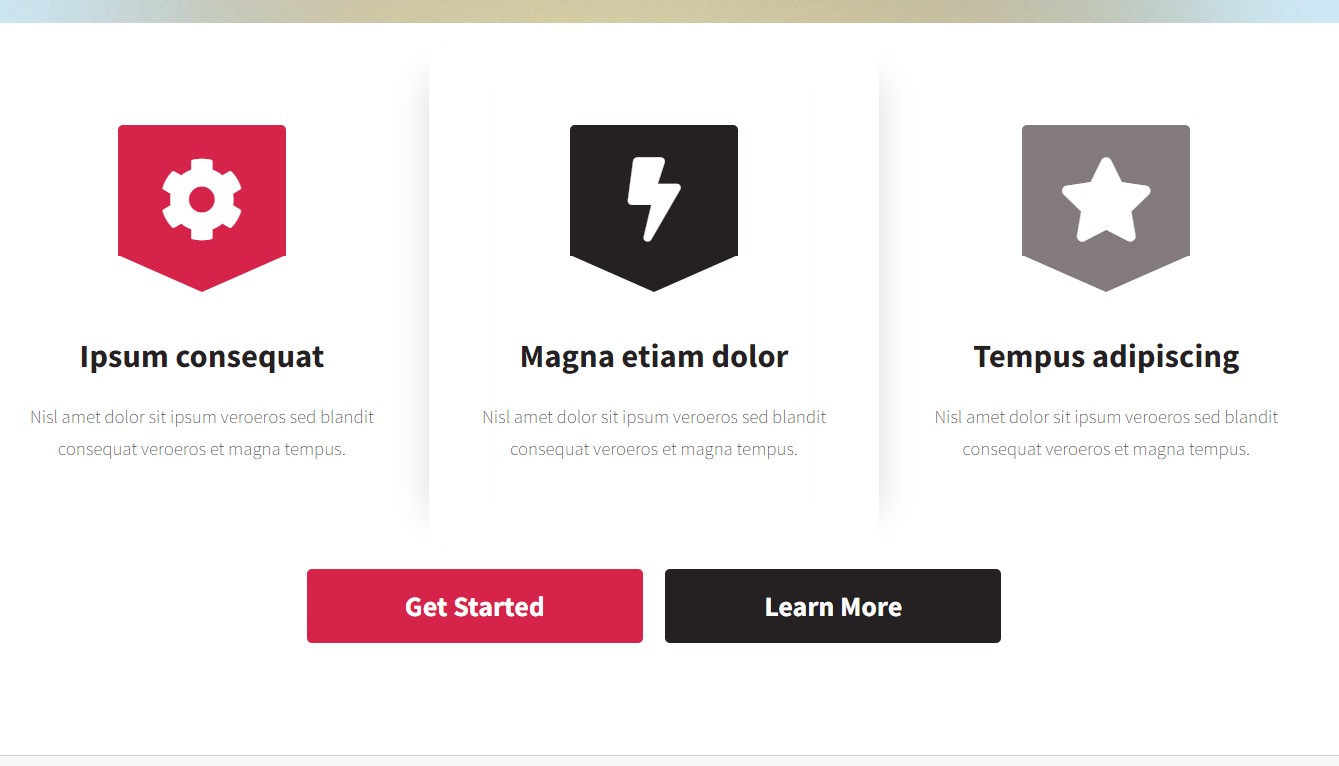 Ipsum consequat
Nisl amet dolor sit ipsum veroeros sed blandit
consequat veroeros et magna tempus.
Magna etiam dolor
Nisl amet dolor sit ipsum veroeros sed blandit
consequat veroeros et magna tempus.
Tempus adipiscing
Nisl amet dolor sit ipsum veroeros sed blandit
consequat veroeros et magna tempus.
Get Started
Learn More